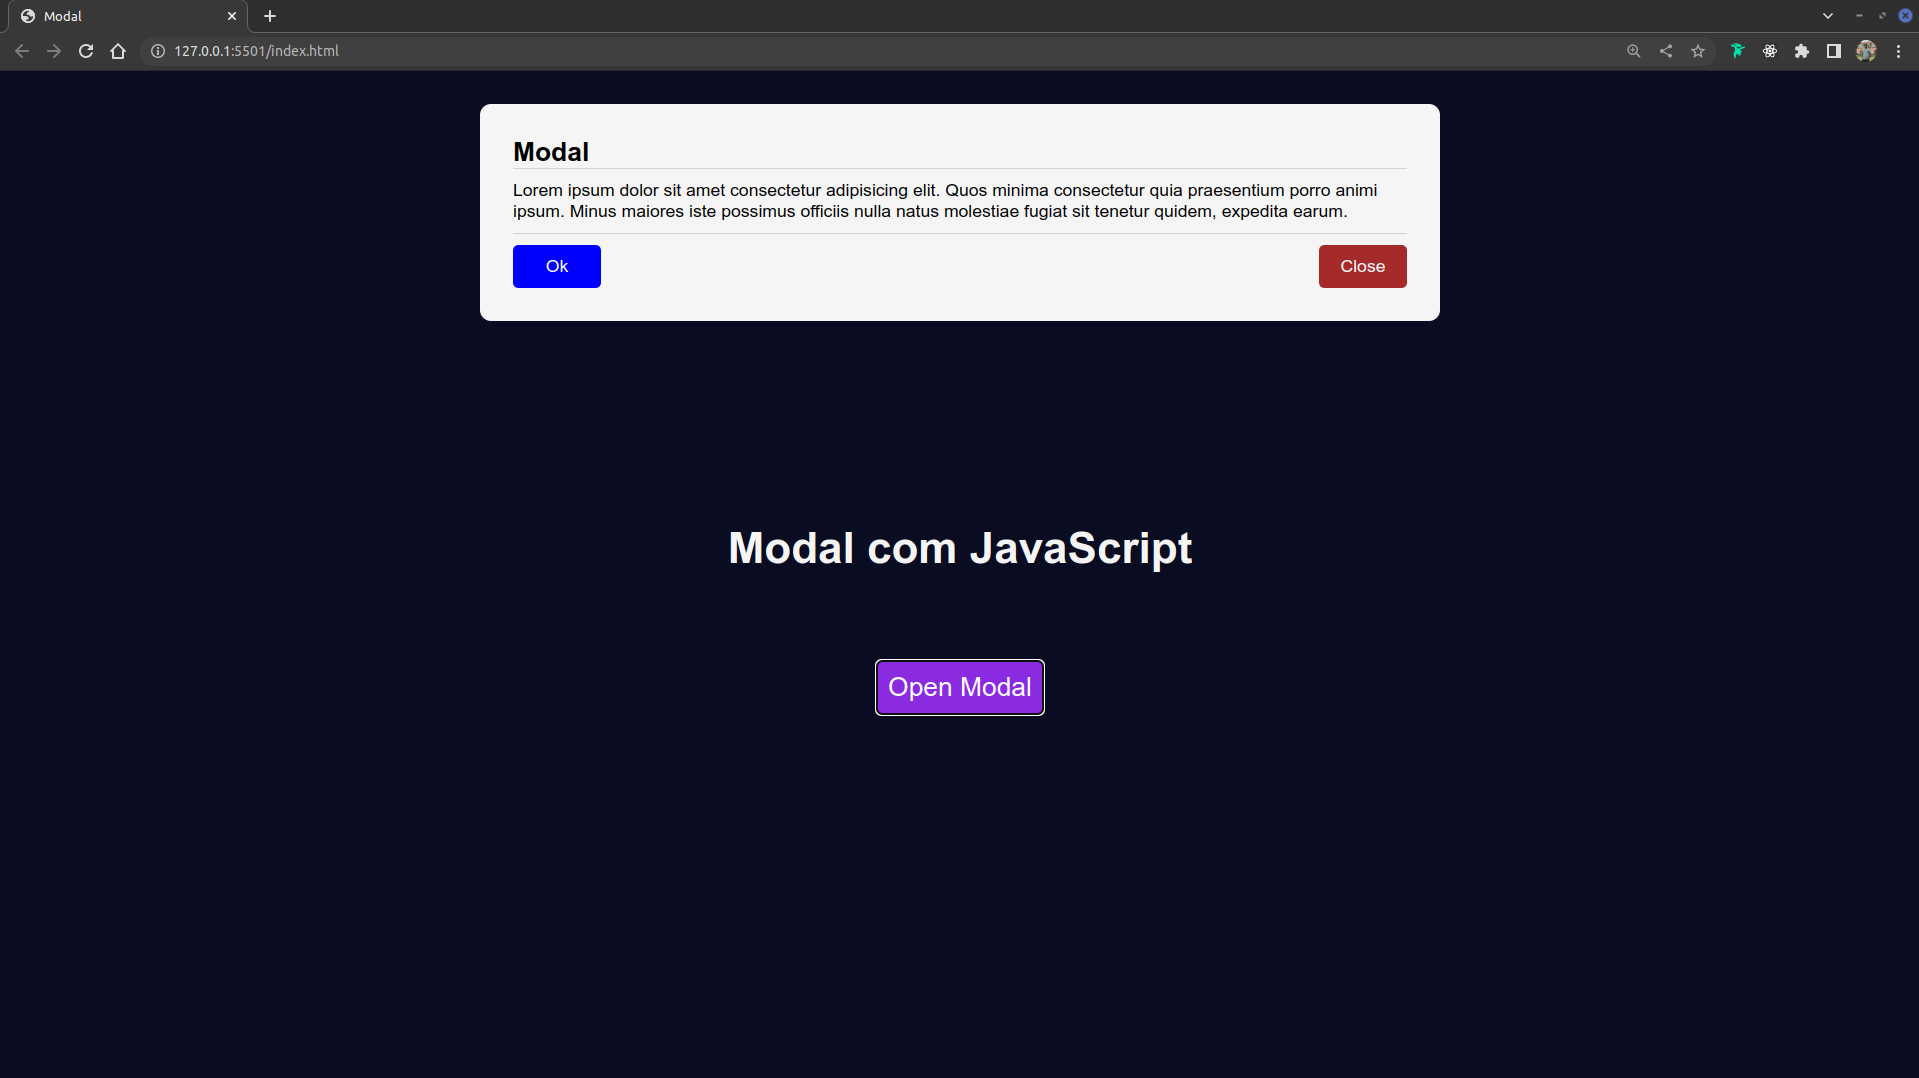 Modal
127.0.0.1:5501/index.html
Modal
Lorem ipsum dolor sit amet consectetur adipisicing elit. Quos minima consectetur quia praesentium porro animi
ipsum. Minus maiores iste possimus officiis nulla natus molestiae fugiat sit tenetur quidem, expedita earum.
Ok
Close
Modal com JavaScript
Open Modal